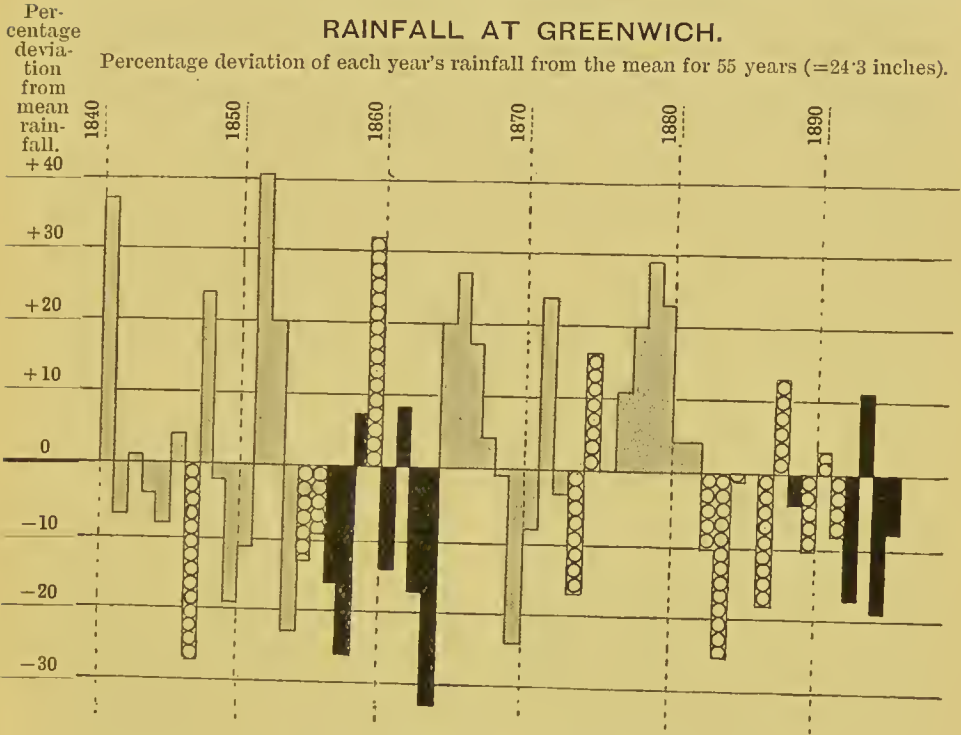 Per-
centage
devia-
tion
from
mean
rain-
fall.
RAINFALL AT GREENWICH.
Percentage deviation of each year's rainfall from the mean for 55 years (=24·3 inches).
1840
1850
1860
1870
1880
1890
+40
+30
+20
+10
0
-10
-20
-30